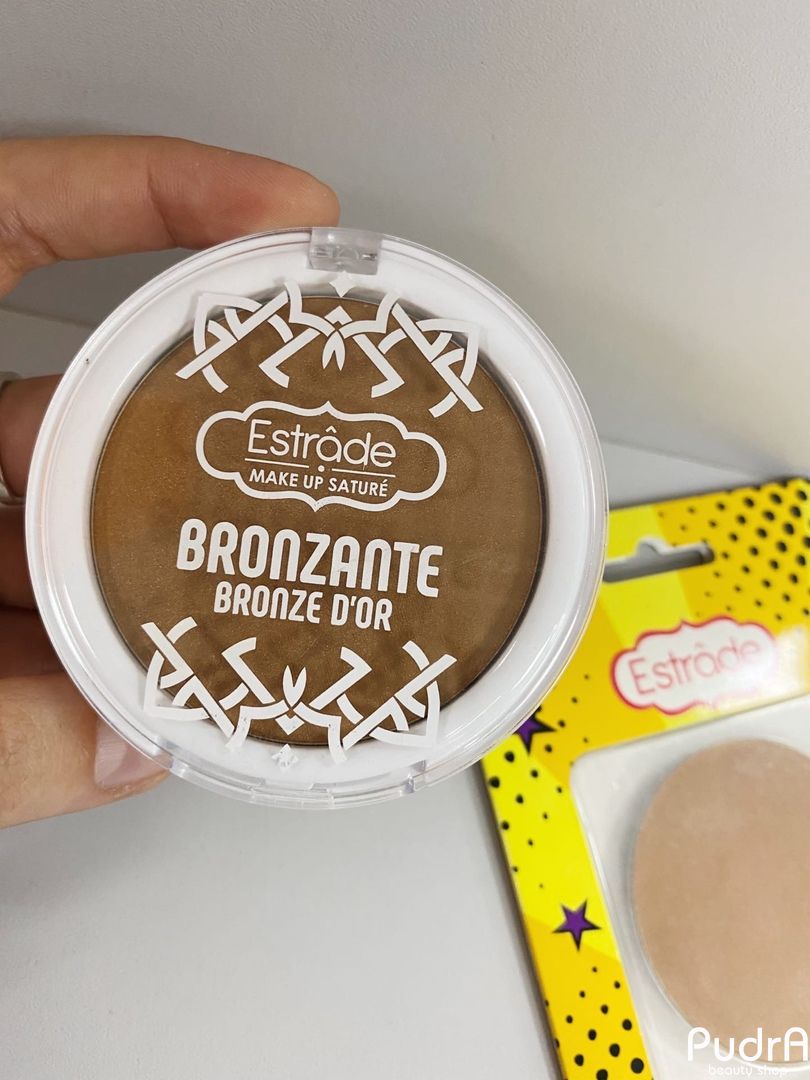 Estrâde
MAKE UP SATURÉ
BRONZANTE
BRONZE D'OR
Estrâde
PudrA
beauty shop